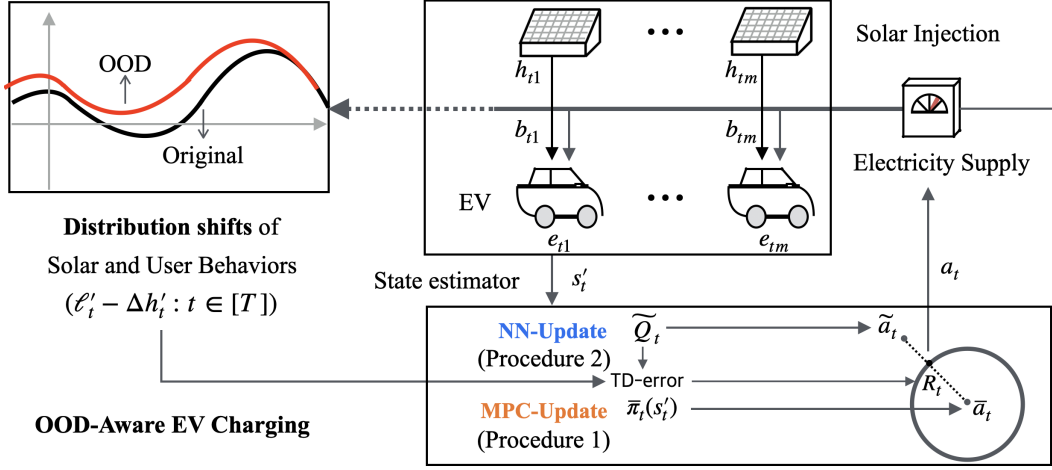 OOD
Original
Distribution shifts of
Solar and User Behaviors
(ℓ′ₜ − Δh′ₜ : t ∈ [T])
OOD-Aware EV Charging
hₜ₁ ••• hₜₘ
bₜ₁ bₜₘ
EV •••
eₜ₁ eₜₘ
Solar Injection
Electricity Supply
State estimator s′ₜ
aₜ
NN-Update Q̃ₜ ãₜ
(Procedure 2)
TD-error Rₜ
MPC-Update π̄ₜ(s′ₜ) āₜ
(Procedure 1)